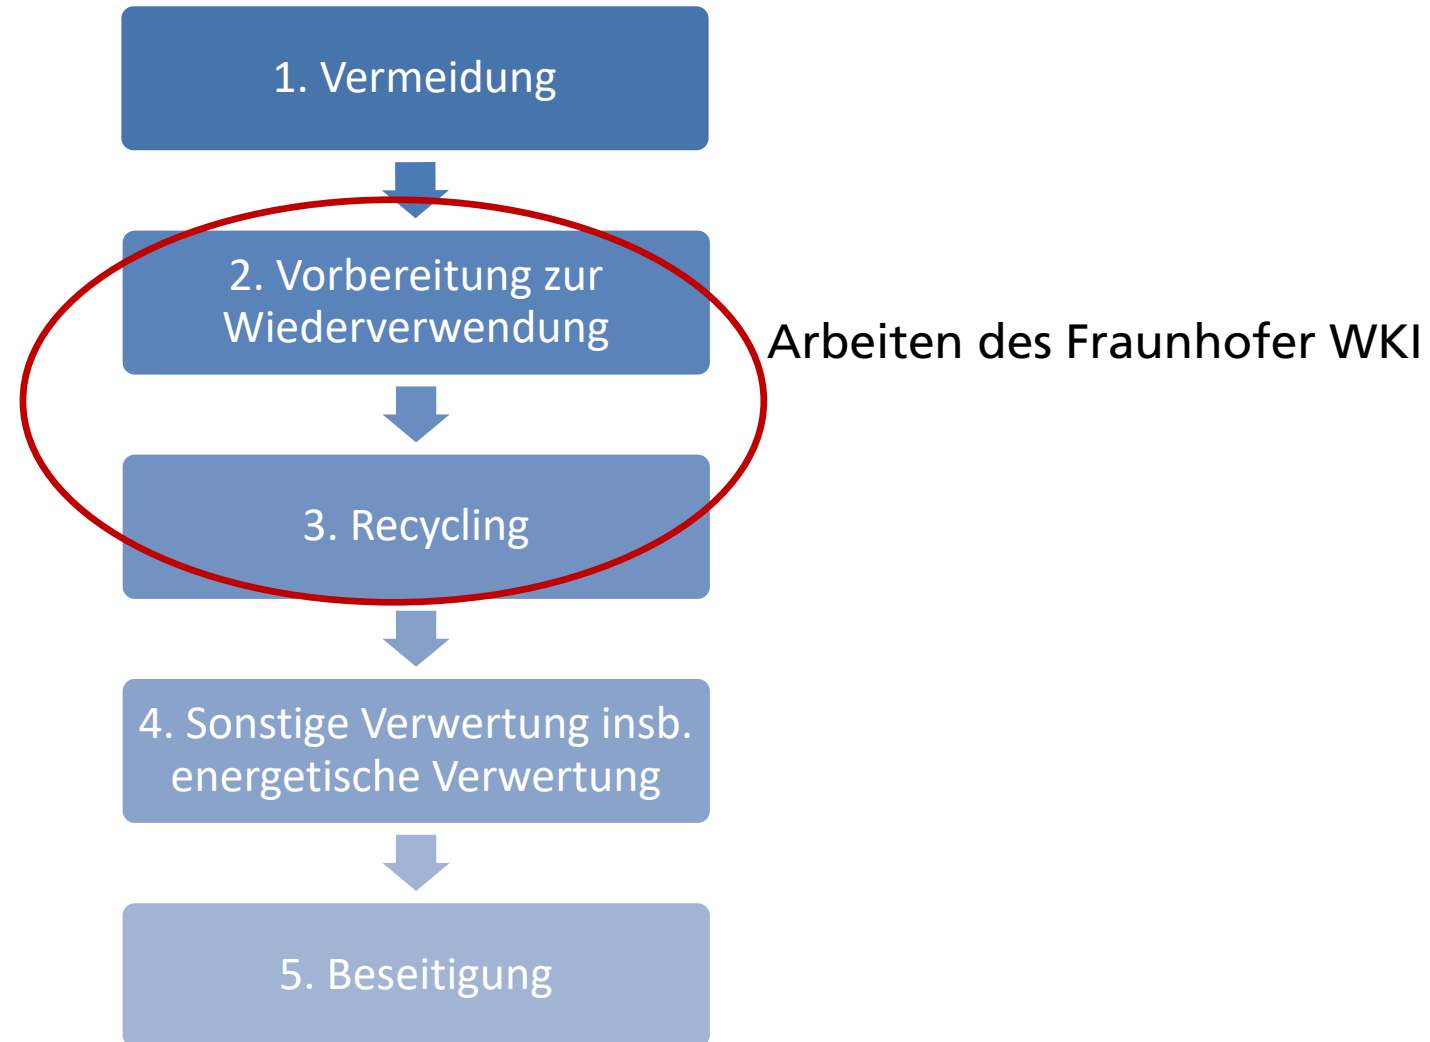 1. Vermeidung
2. Vorbereitung zur
Wiederverwendung
Arbeiten des Fraunhofer WKI
3. Recycling
4. Sonstige Verwertung insb.
energetische Verwertung
5. Beseitigung